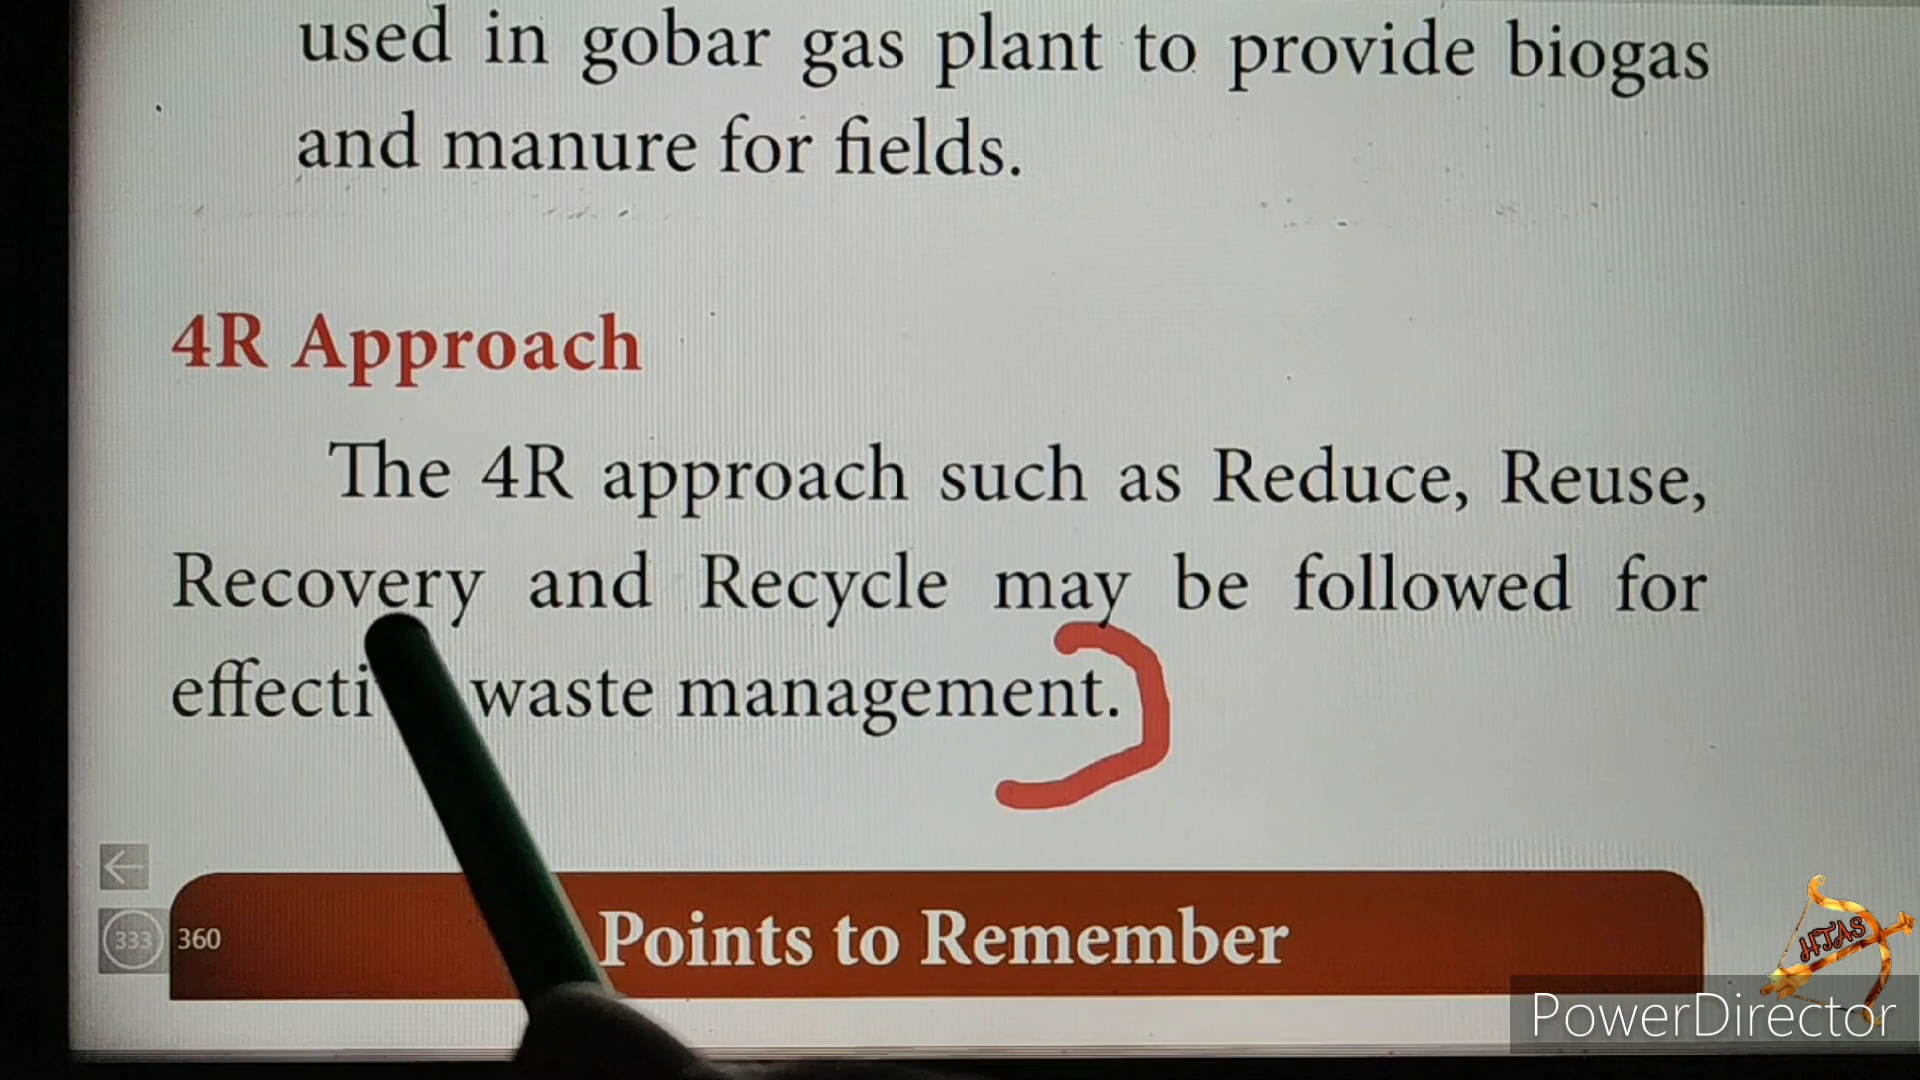 used in gobar gas plant to provide biogas
and manure for fields.
4R Approach
The 4R approach such as Reduce, Reuse,
Recovery and Recycle may be followed for
effecti waste management.
333 360
Points to Remember
HTAS
PowerDirector